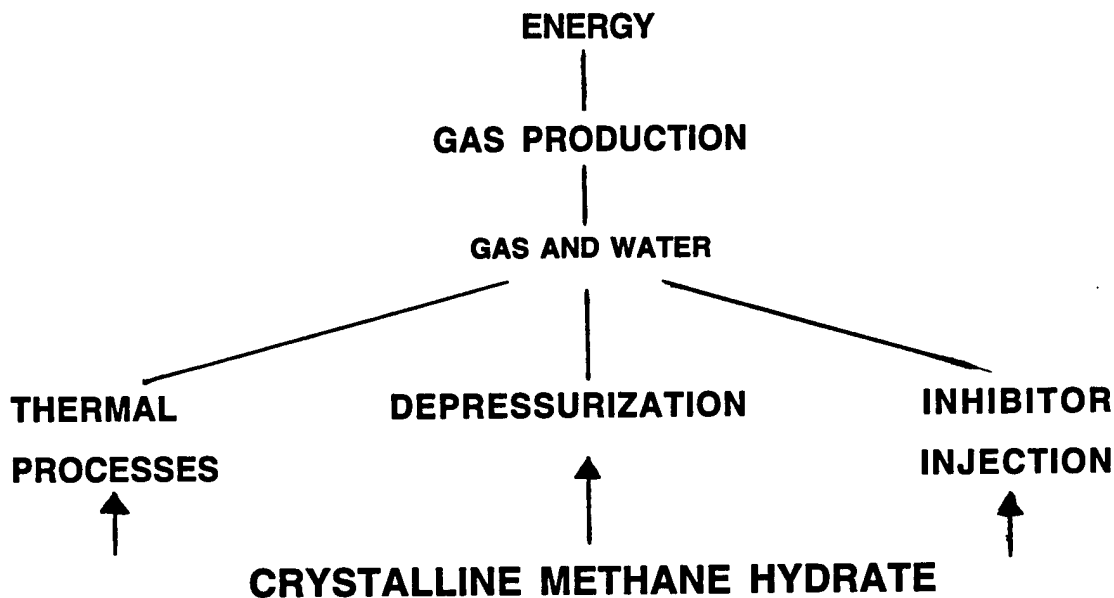 ENERGY
GAS PRODUCTION
GAS AND WATER
THERMAL
PROCESSES
DEPRESSURIZATION
INHIBITOR
INJECTION
CRYSTALLINE METHANE HYDRATE